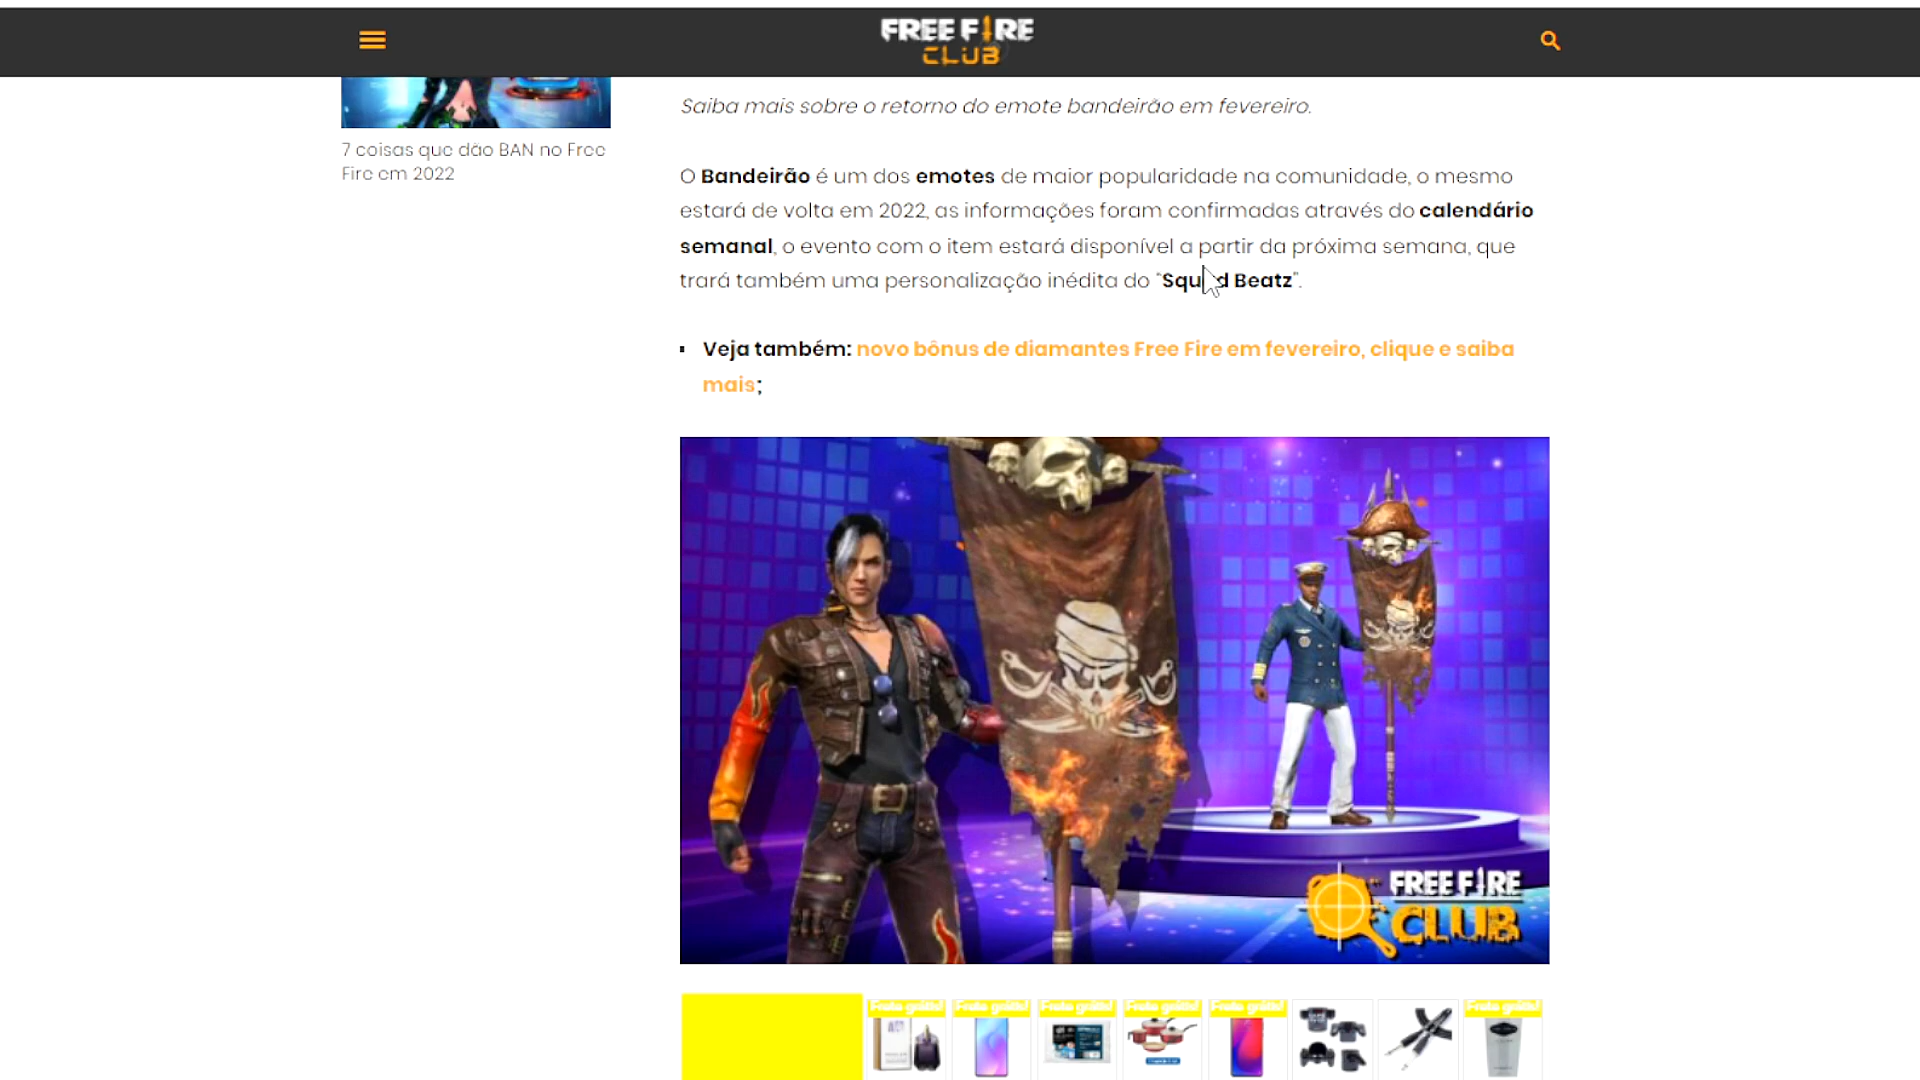 FREE FIRE
CLUB
7 coisas que dão BAN no Free
Fire em 2022
Saiba mais sobre o retorno do emote bandeirão em fevereiro.
O Bandeirão é um dos emotes de maior popularidade na comunidade, o mesmo
estará de volta em 2022, as informações foram confirmadas através do calendário
semanal, o evento com o item estará disponível a partir da próxima semana, que
trará também uma personalização inédita do “Squad Beatz”.
Veja também: novo bônus de diamantes Free Fire em fevereiro, clique e saiba
mais;
FREE FIRE
CLUB
Frete grátis! Frete grátis! Frete grátis! Frete grátis! Frete grátis! Frete grátis!